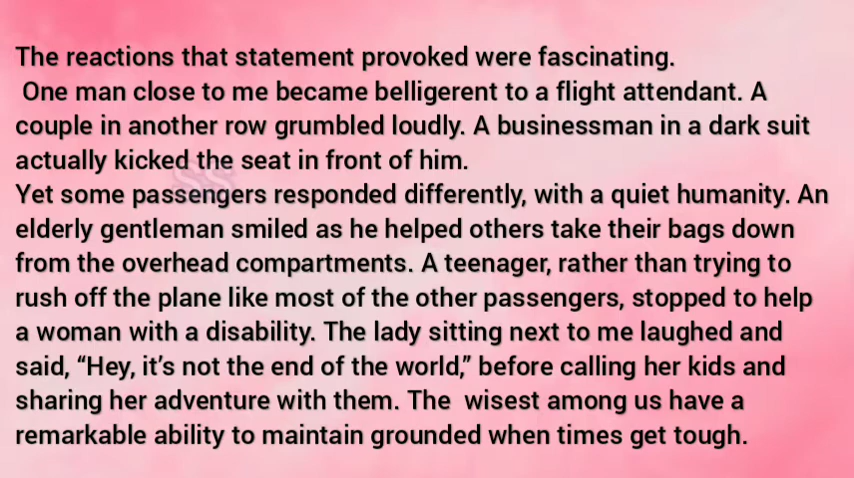 The reactions that statement provoked were fascinating.
One man close to me became belligerent to a flight attendant. A
couple in another row grumbled loudly. A businessman in a dark suit
actually kicked the seat in front of him.
Yet some passengers responded differently, with a quiet humanity. An
elderly gentleman smiled as he helped others take their bags down
from the overhead compartments. A teenager, rather than trying to
rush off the plane like most of the other passengers, stopped to help
a woman with a disability. The lady sitting next to me laughed and
said, “Hey, it’s not the end of the world,” before calling her kids and
sharing her adventure with them. The  wisest among us have a
remarkable ability to maintain grounded when times get tough.